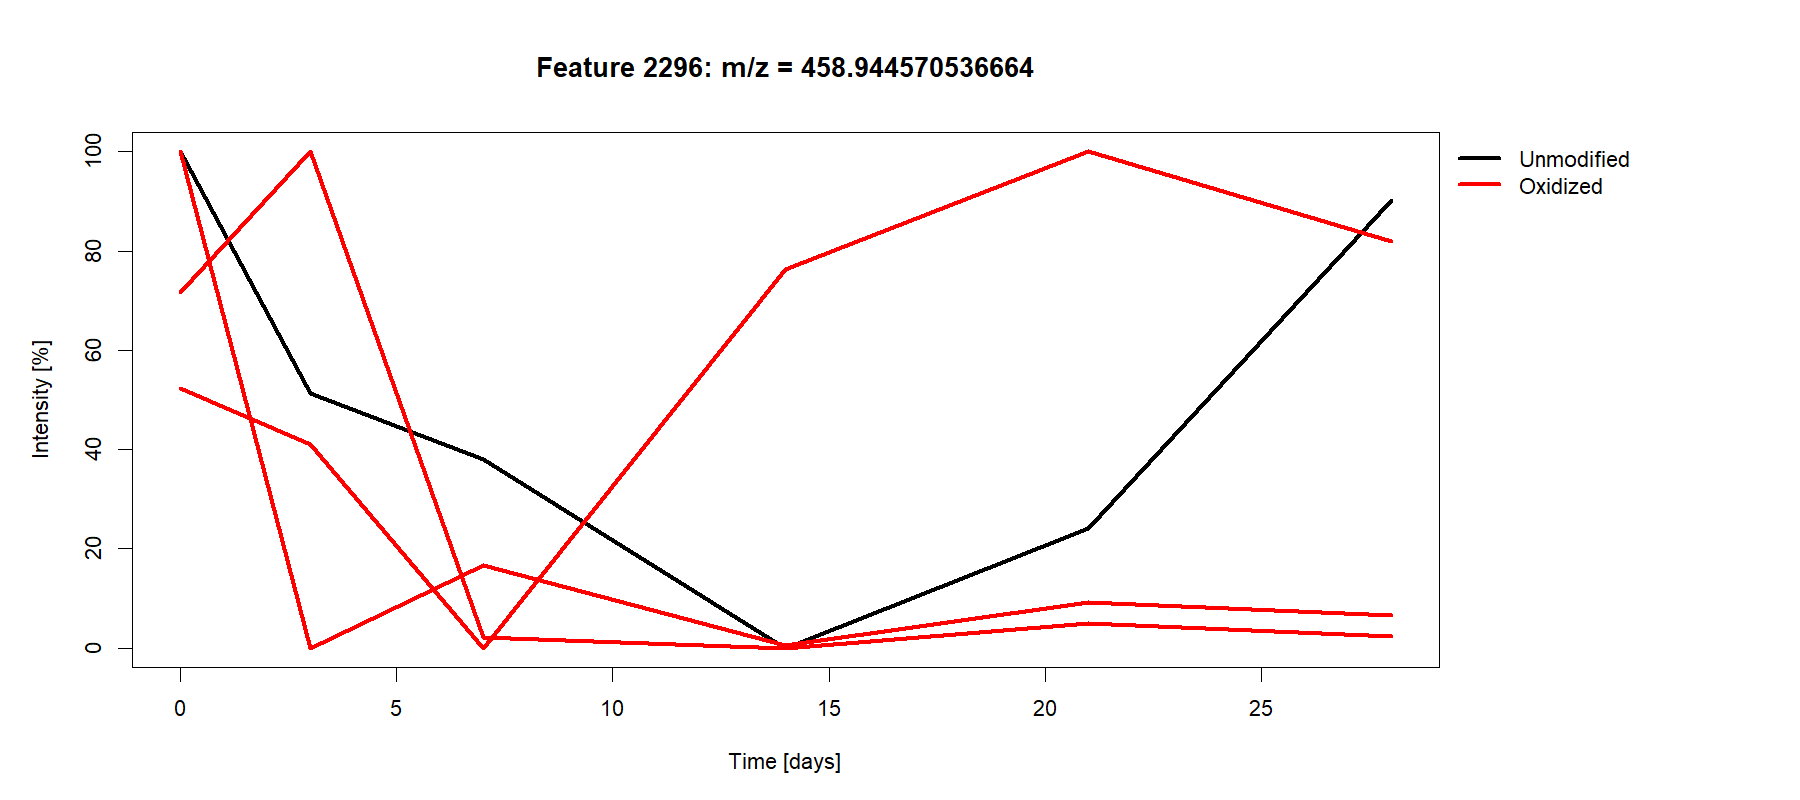 Feature 2296: m/z = 458.944570536664
Unmodified
Oxidized
Intensity [%]
100
80
60
40
20
0
0 5 10 15 20 25
Time [days]